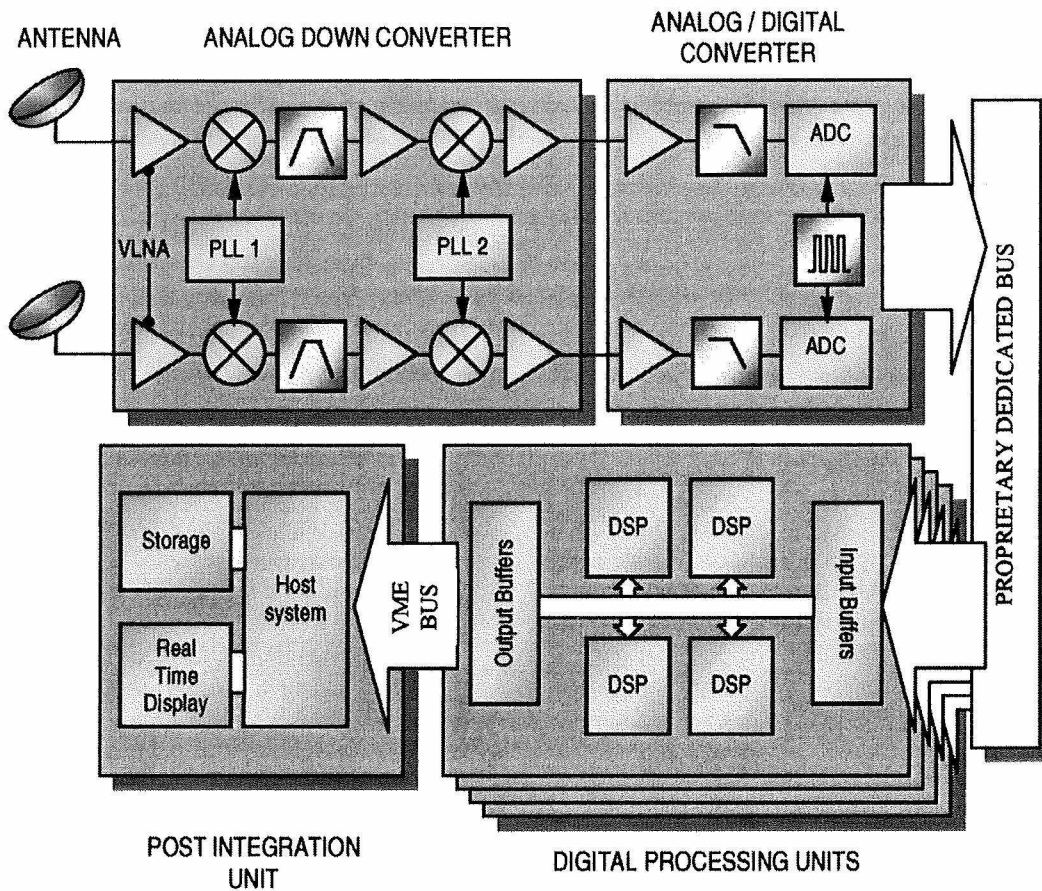 ANTENNA
ANALOG DOWN CONVERTER
ANALOG / DIGITAL
CONVERTER
ADC
VLNA
PLL 1
PLL 2
ADC
PROPRIETARY DEDICATED BUS
Storage
Host
system
Real
Time
Display
VME
BUS
Output Buffers
DSP
DSP
DSP
DSP
Input Buffers
POST INTEGRATION
UNIT
DIGITAL PROCESSING UNITS